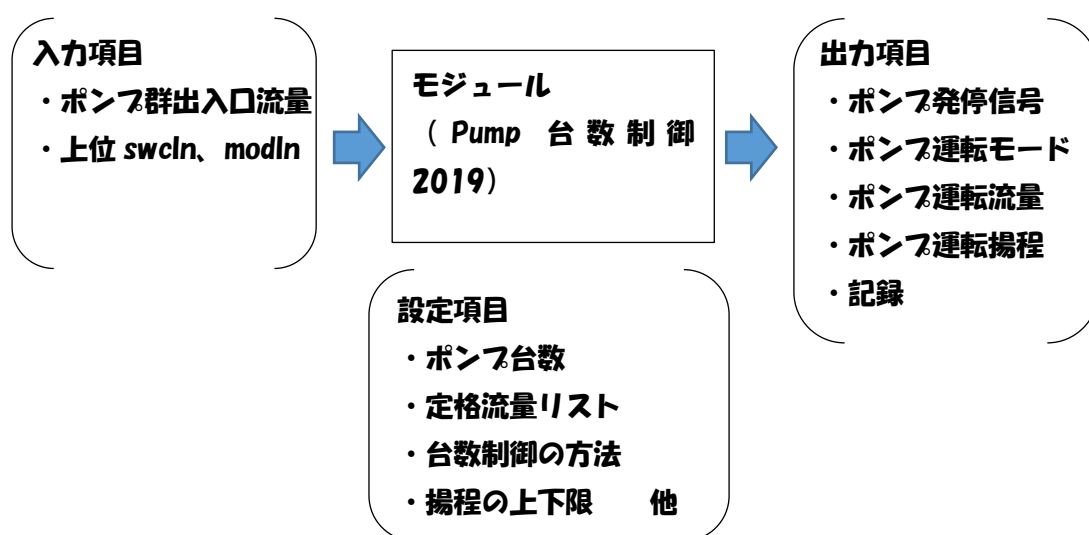 入力項目
・ポンプ群出入口流量
・上位 swcIn、modIn
モジュール
（Pump 台数制御
2019）
出力項目
・ポンプ発停信号
・ポンプ運転モード
・ポンプ運転流量
・ポンプ運転揚程
・記録
設定項目
・ポンプ台数
・定格流量リスト
・台数制御の方法
・揚程の上下限　　他